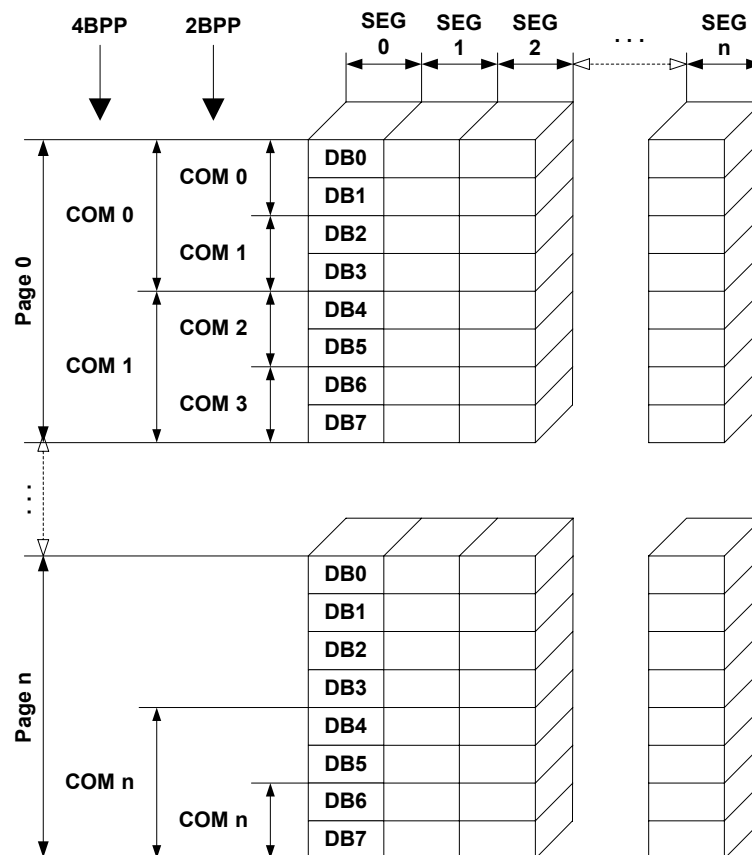 4BPP 2BPP SEG 0 SEG 1 SEG 2 . . . SEG n
Page 0
COM 0
COM 1
COM 0
COM 1
COM 2
COM 3
DB0
DB1
DB2
DB3
DB4
DB5
DB6
DB7
. . .
Page n
COM n
COM n
DB0
DB1
DB2
DB3
DB4
DB5
DB6
DB7